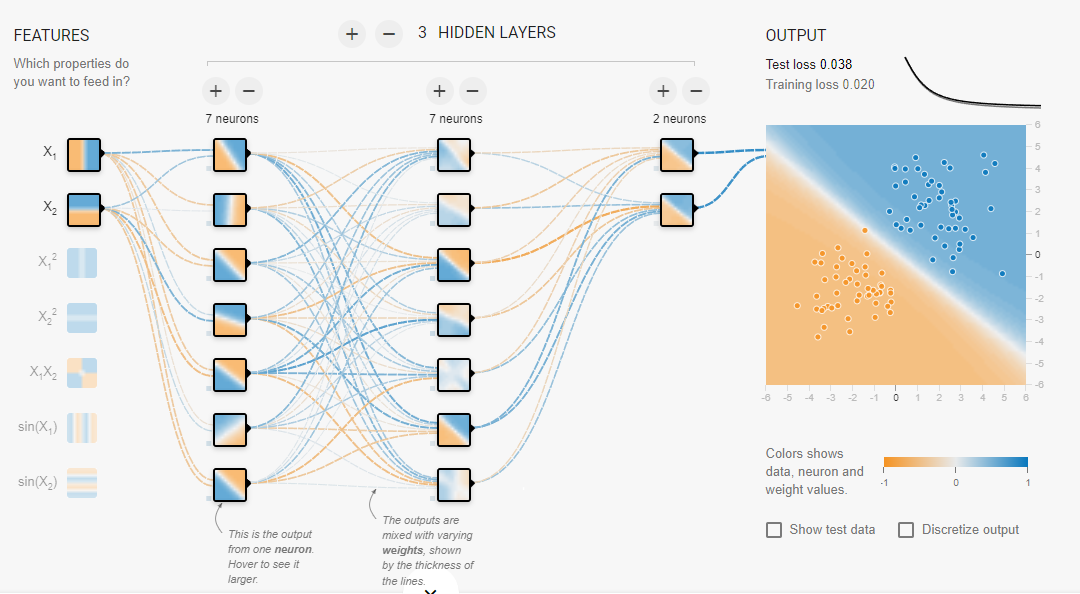 FEATURES
Which properties do
you want to feed in?
+ − 3 HIDDEN LAYERS
+ −
7 neurons
+ −
7 neurons
+ −
2 neurons
X₁
X₂
X₁²
X₂²
X₁X₂
sin(X₁)
sin(X₂)
This is the output
from one neuron.
Hover to see it
larger.
The outputs are
mixed with varying
weights, shown
by the thickness of
the lines.
OUTPUT
Test loss 0.038
Training loss 0.020
6
5
4
3
2
1
0
-1
-2
-3
-4
-5
-6
-6 -5 -4 -3 -2 -1 0 1 2 3 4 5 6
Colors shows
data, neuron and
weight values.
-1 0 1
Show test data
Discretize output